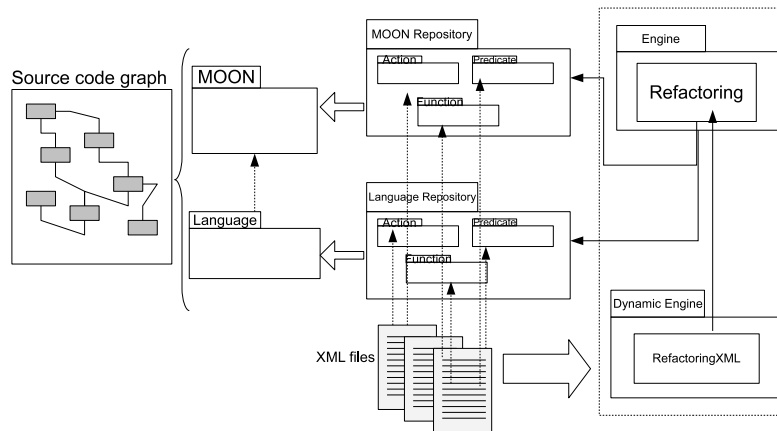 Source code graph
MOON
Language
MOON Repository
Action
Predicate
Function
Language Repository
Action
Predicate
Function
XML files
Engine
Refactoring
Dynamic Engine
RefactoringXML